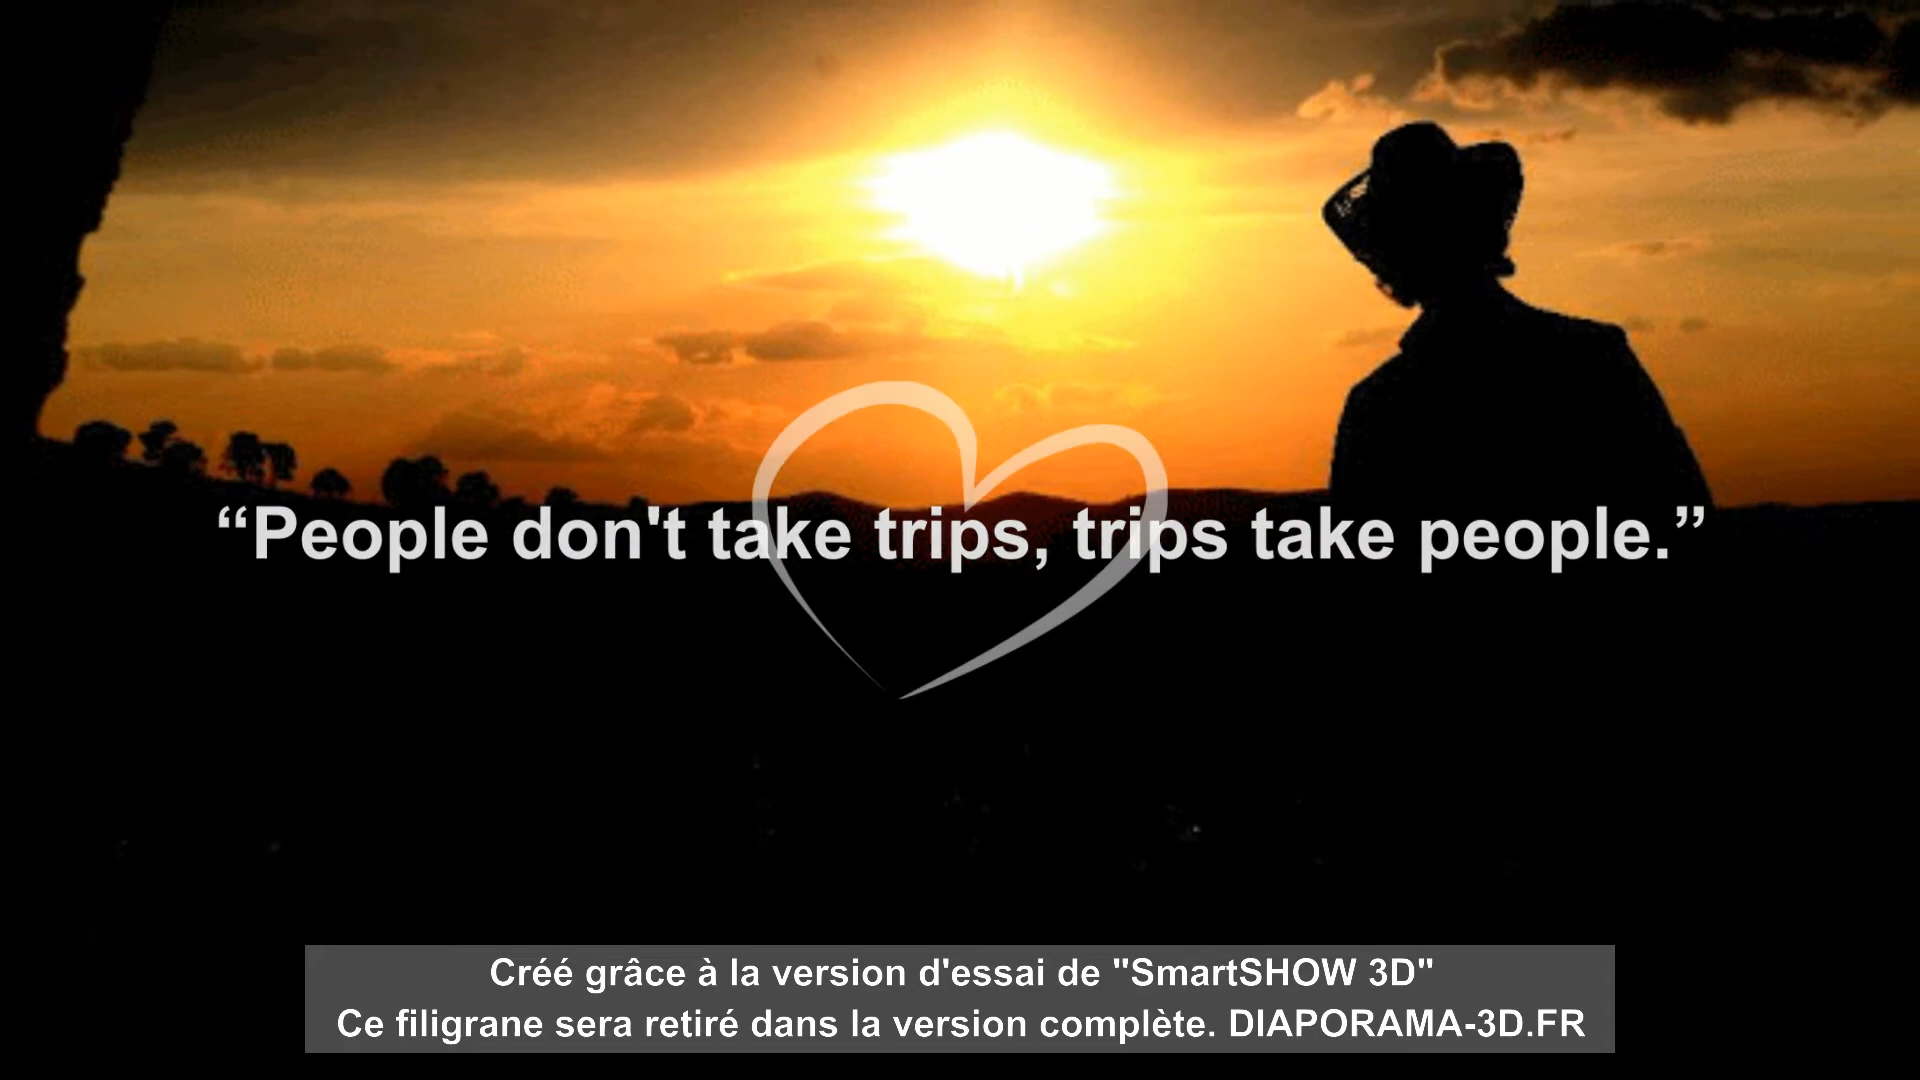 “People don't take trips, trips take people.”
Créé grâce à la version d'essai de "SmartSHOW 3D"
Ce filigrane sera retiré dans la version complète. DIAPORAMA-3D.FR